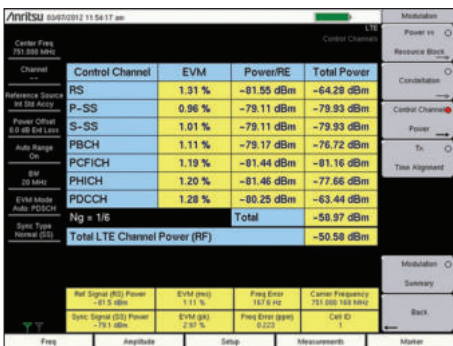 Anritsu 03/07/2012 11:54:17 am
LTE
Control Channels
Center Freq
751.000 MHz
Channel
--
Reference Source
Int Std Accy
Power Offset
0.0 dB Ext Loss
Auto Range
On
BW
20 MHz
EVM Mode
Auto: PDSCH
Sync Type
Normal (SS)
Control Channel EVM Power/RE Total Power
RS 1.31 % -81.55 dBm -64.28 dBm
P-SS 0.96 % -79.11 dBm -79.93 dBm
S-SS 1.01 % -79.11 dBm -79.93 dBm
PBCH 1.11 % -79.17 dBm -76.72 dBm
PCFICH 1.19 % -81.44 dBm -81.16 dBm
PHICH 1.20 % -81.46 dBm -77.66 dBm
PDCCH 1.28 % -80.25 dBm -63.44 dBm
Ng = 1/6 Total -58.97 dBm
Total LTE Channel Power (RF) -50.58 dBm
Ref Signal (RS) Power EVM (rms) Freq Error Carrier Frequency
-81.5 dBm 1.11 % 167.6 Hz 751.000 168 MHz
Sync Signal (SS) Power EVM (pk) Freq Error (ppm) Cell ID
-79.1 dBm 2.97 % 0.223 1
Modulation
Power vs
Resource Block
Constellation
Control Channel
Power
Tx
Time Alignment
Modulation
Summary
Back
Freq Amplitude Setup Measurements Marker